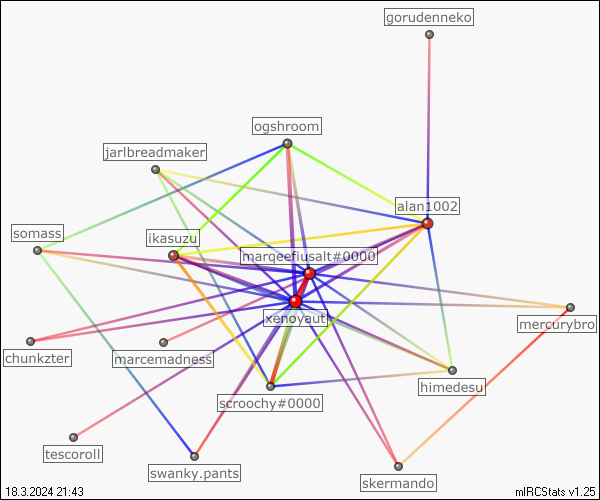 gorudenneko
ogshroom
jarlbreadmaker
alan1002
somass
ikasuzu
marqeefiusalt#0000
xenoyauti
mercurybro
chunkzter
marcemadness
himedesu
scroochy#0000
tescoroll
swanky.pants
skermando
18.3.2024 21:43
mIRCStats v1.25